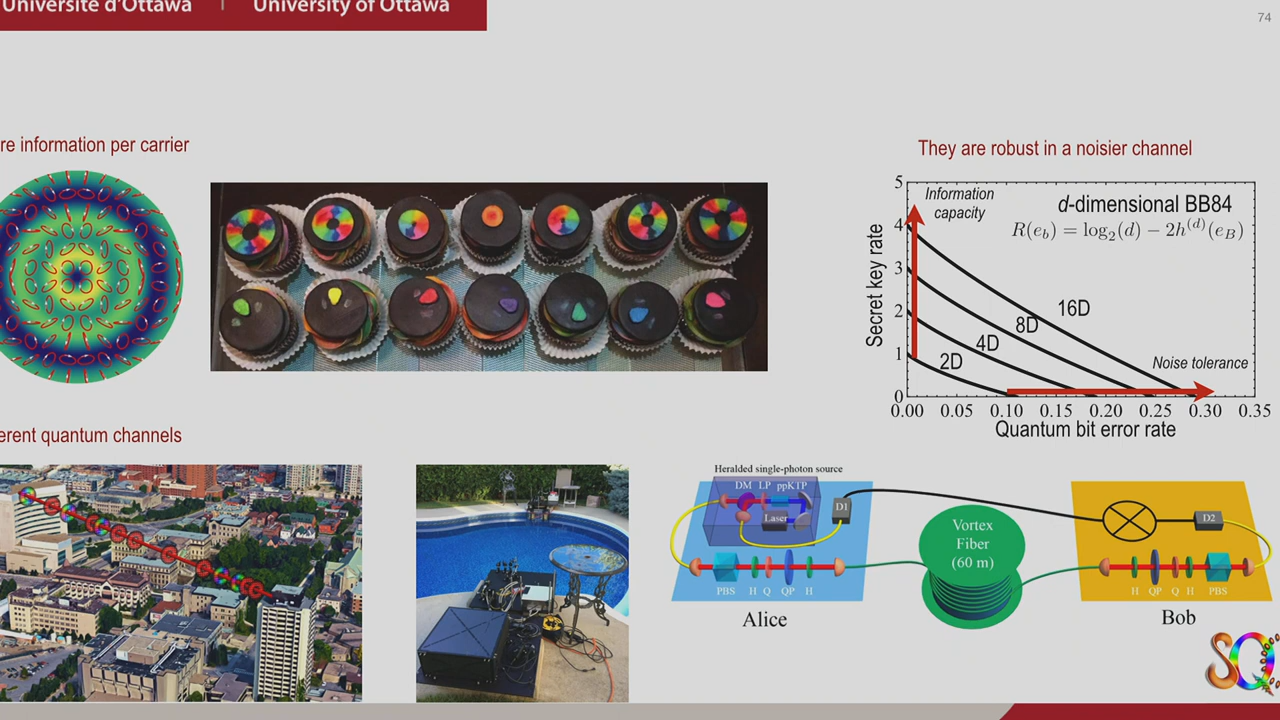 Université d'Ottawa | University of Ottawa
74
re information per carrier
They are robust in a noisier channel
Information
capacity
d-dimensional BB84
R(e_b) = log_2(d) − 2h^(d)(e_B)
Secret key rate
5
4
3
2
1
0
16D
8D
4D
2D
Noise tolerance
0.00 0.05 0.10 0.15 0.20 0.25 0.30 0.35
Quantum bit error rate
erent quantum channels
Heralded single-photon source
DM LP ppKTP
Laser
D1
PBS H Q QP H
Alice
Vortex
Fiber
(60 m)
D2
H QP Q H PBS
Bob
SQ